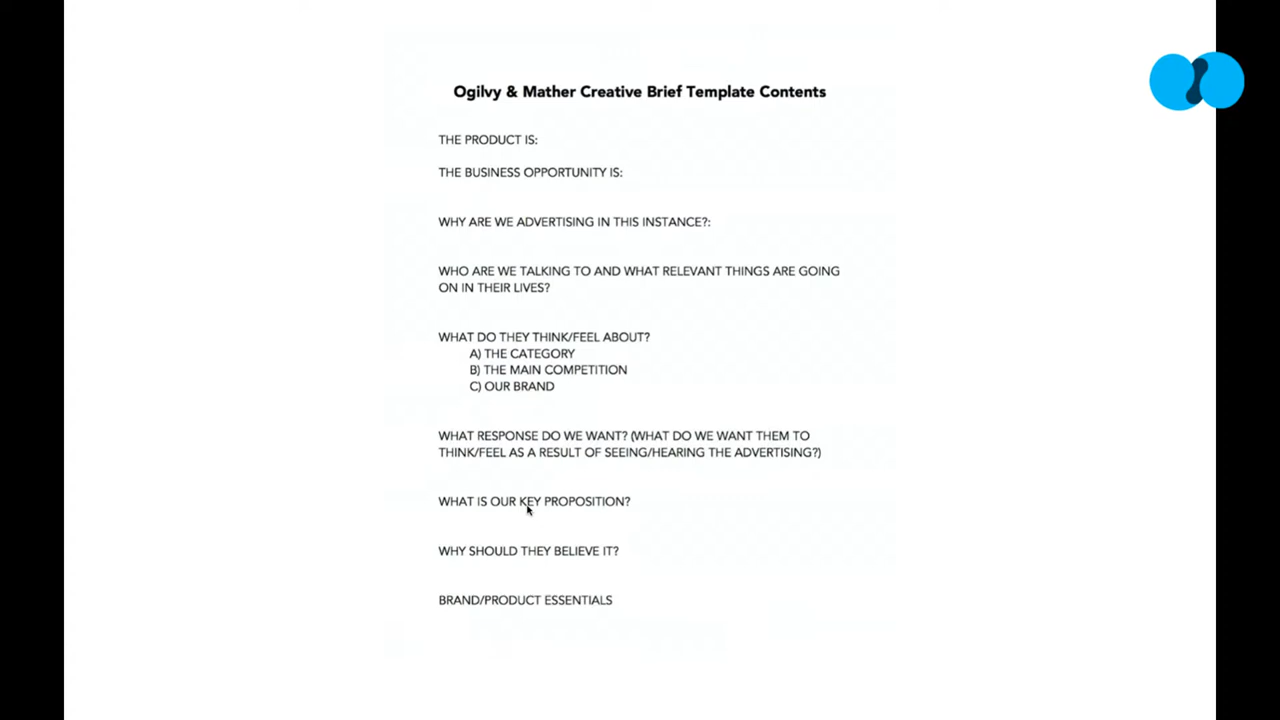 Ogilvy & Mather Creative Brief Template Contents
THE PRODUCT IS:
THE BUSINESS OPPORTUNITY IS:
WHY ARE WE ADVERTISING IN THIS INSTANCE?:
WHO ARE WE TALKING TO AND WHAT RELEVANT THINGS ARE GOING
ON IN THEIR LIVES?
WHAT DO THEY THINK/FEEL ABOUT?
A) THE CATEGORY
B) THE MAIN COMPETITION
C) OUR BRAND
WHAT RESPONSE DO WE WANT? (WHAT DO WE WANT THEM TO
THINK/FEEL AS A RESULT OF SEEING/HEARING THE ADVERTISING?)
WHAT IS OUR KEY PROPOSITION?
WHY SHOULD THEY BELIEVE IT?
BRAND/PRODUCT ESSENTIALS